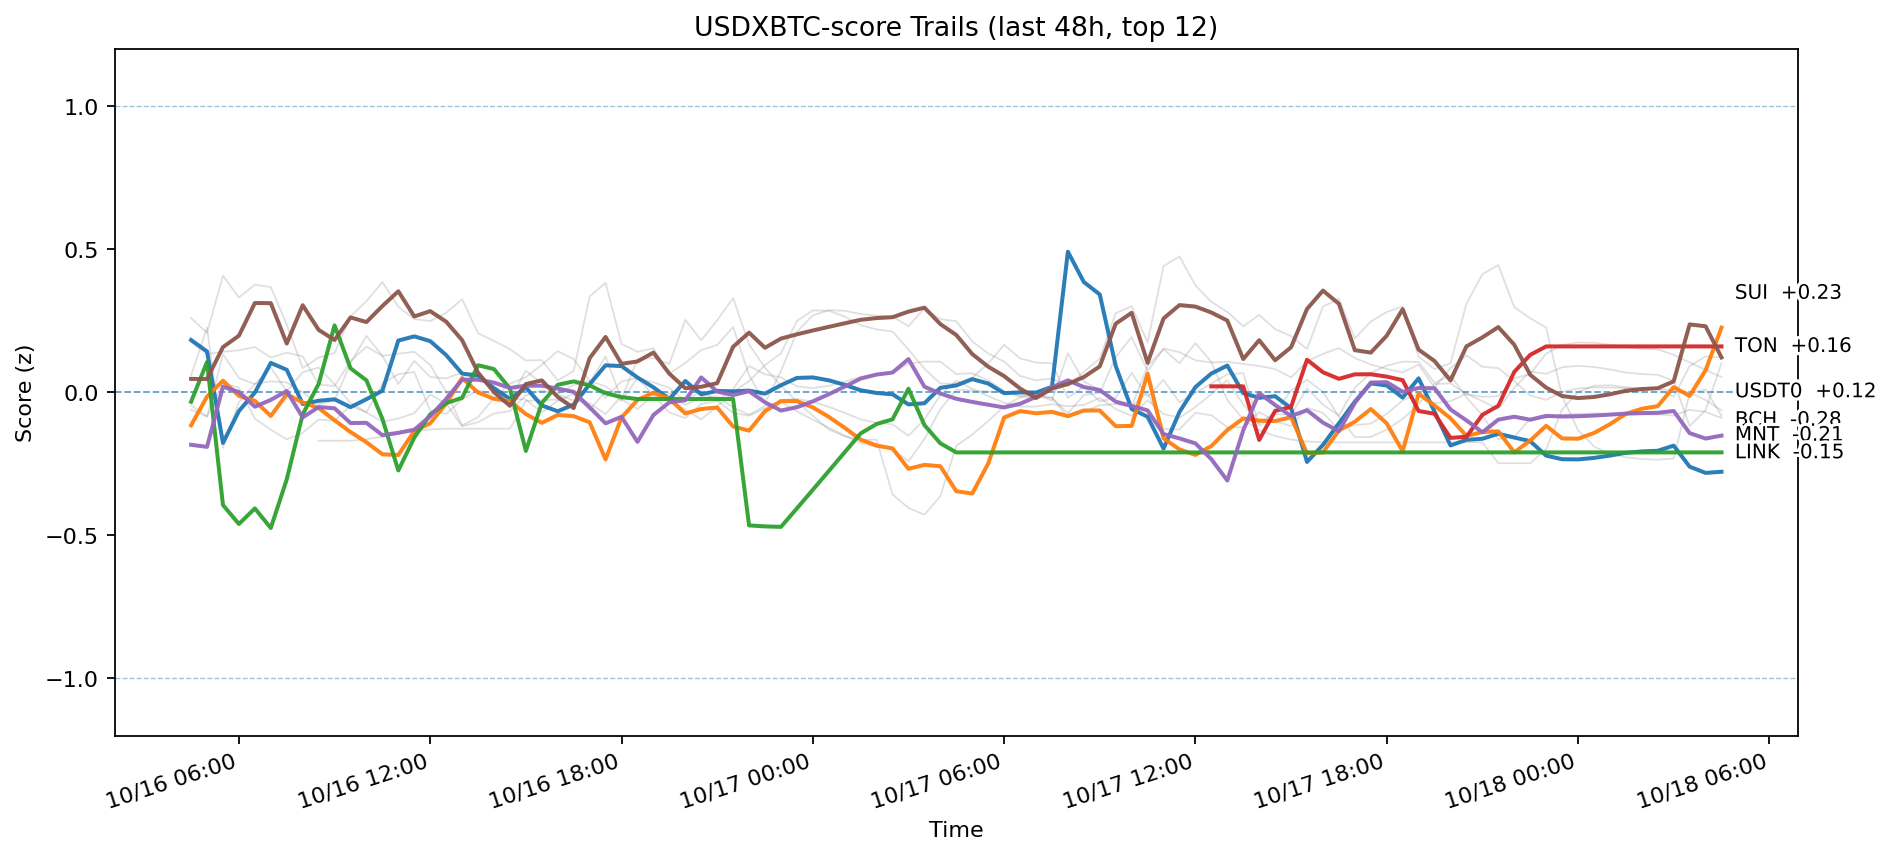 USDXBTC-score Trails (last 48h, top 12)
Score (z)
1.0
0.5
0.0
−0.5
−1.0
SUI +0.23
TON +0.16
USDT0 +0.12
BCH -0.28
MNT -0.21
LINK -0.15
10/16 06:00
10/16 12:00
10/16 18:00
10/17 00:00
10/17 06:00
10/17 12:00
10/17 18:00
10/18 00:00
10/18 06:00
Time